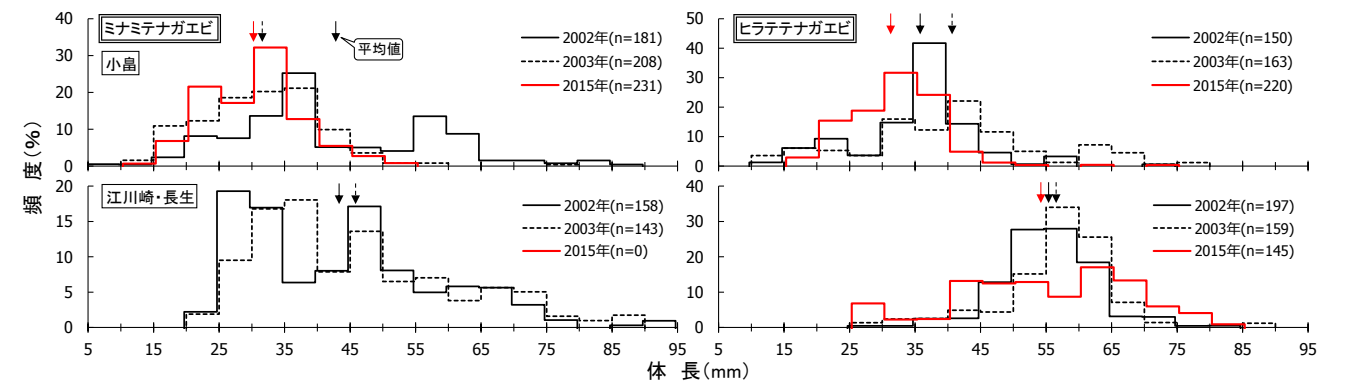 ミナミテナガエビ
小畠
平均値
2002年(n=181)
2003年(n=208)
2015年(n=231)
40
30
20
10
0
ヒラテテナガエビ
2002年(n=150)
2003年(n=163)
2015年(n=220)
50
40
30
20
10
0
頻 度(%)
江川崎・長生
2002年(n=158)
2003年(n=143)
2015年(n=0)
20
15
10
5
0
5 15 25 35 45 55 65 75 85 95
2002年(n=197)
2003年(n=159)
2015年(n=145)
40
30
20
10
0
5 15 25 35 45 55 65 75 85 95
体 長(mm)